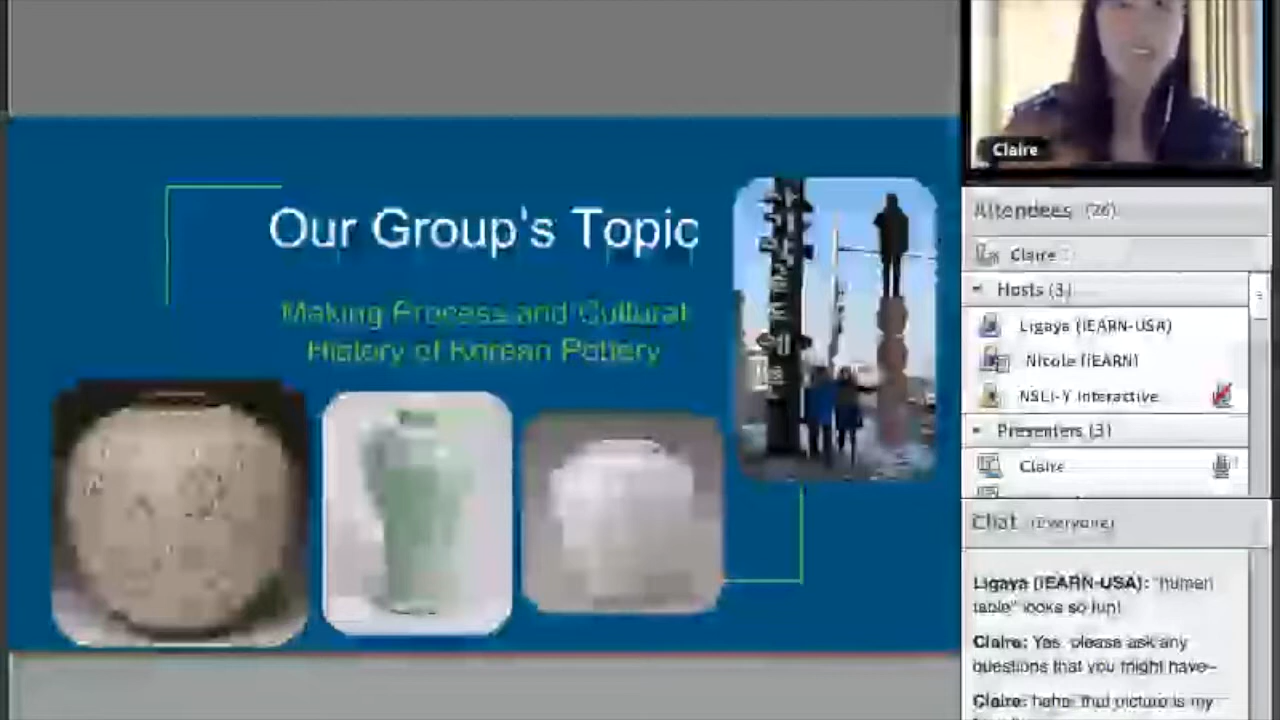 Our Group's Topic
Making Process and Cultural
History of Korean Pottery
Claire
Attendees (26)
Claire
Hosts (3)
Ligaya (iEARN-USA)
Nicole (iEARN)
NSLI-Y Interactive
Presenters (3)
Claire
Chat (Everyone)
Ligaya (iEARN-USA): "human
table" looks so fun!
Claire: Yes, please ask any
questions that you might have~
Claire: haha that picture is my